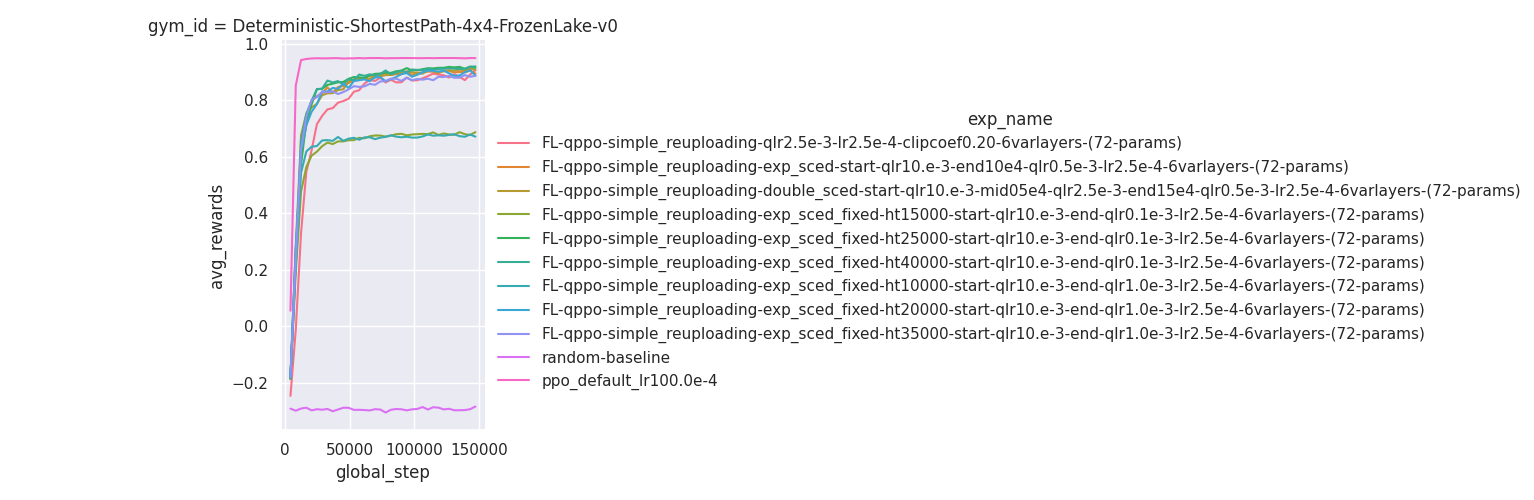 gym_id = Deterministic-ShortestPath-4x4-FrozenLake-v0
1.0
0.8
0.6
0.4
0.2
0.0
−0.2
avg_rewards
0 50000 100000 150000
global_step
exp_name
FL-qppo-simple_reuploading-qlr2.5e-3-lr2.5e-4-clipcoef0.20-6varlayers-(72-params)
FL-qppo-simple_reuploading-exp_sced-start-qlr10.e-3-end10e4-qlr0.5e-3-lr2.5e-4-6varlayers-(72-params)
FL-qppo-simple_reuploading-double_sced-start-qlr10.e-3-mid05e4-qlr2.5e-3-end15e4-qlr0.5e-3-lr2.5e-4-6varlayers-(72-params)
FL-qppo-simple_reuploading-exp_sced_fixed-ht15000-start-qlr10.e-3-end-qlr0.1e-3-lr2.5e-4-6varlayers-(72-params)
FL-qppo-simple_reuploading-exp_sced_fixed-ht25000-start-qlr10.e-3-end-qlr0.1e-3-lr2.5e-4-6varlayers-(72-params)
FL-qppo-simple_reuploading-exp_sced_fixed-ht40000-start-qlr10.e-3-end-qlr0.1e-3-lr2.5e-4-6varlayers-(72-params)
FL-qppo-simple_reuploading-exp_sced_fixed-ht10000-start-qlr10.e-3-end-qlr1.0e-3-lr2.5e-4-6varlayers-(72-params)
FL-qppo-simple_reuploading-exp_sced_fixed-ht20000-start-qlr10.e-3-end-qlr1.0e-3-lr2.5e-4-6varlayers-(72-params)
FL-qppo-simple_reuploading-exp_sced_fixed-ht35000-start-qlr10.e-3-end-qlr1.0e-3-lr2.5e-4-6varlayers-(72-params)
random-baseline
ppo_default_lr100.0e-4